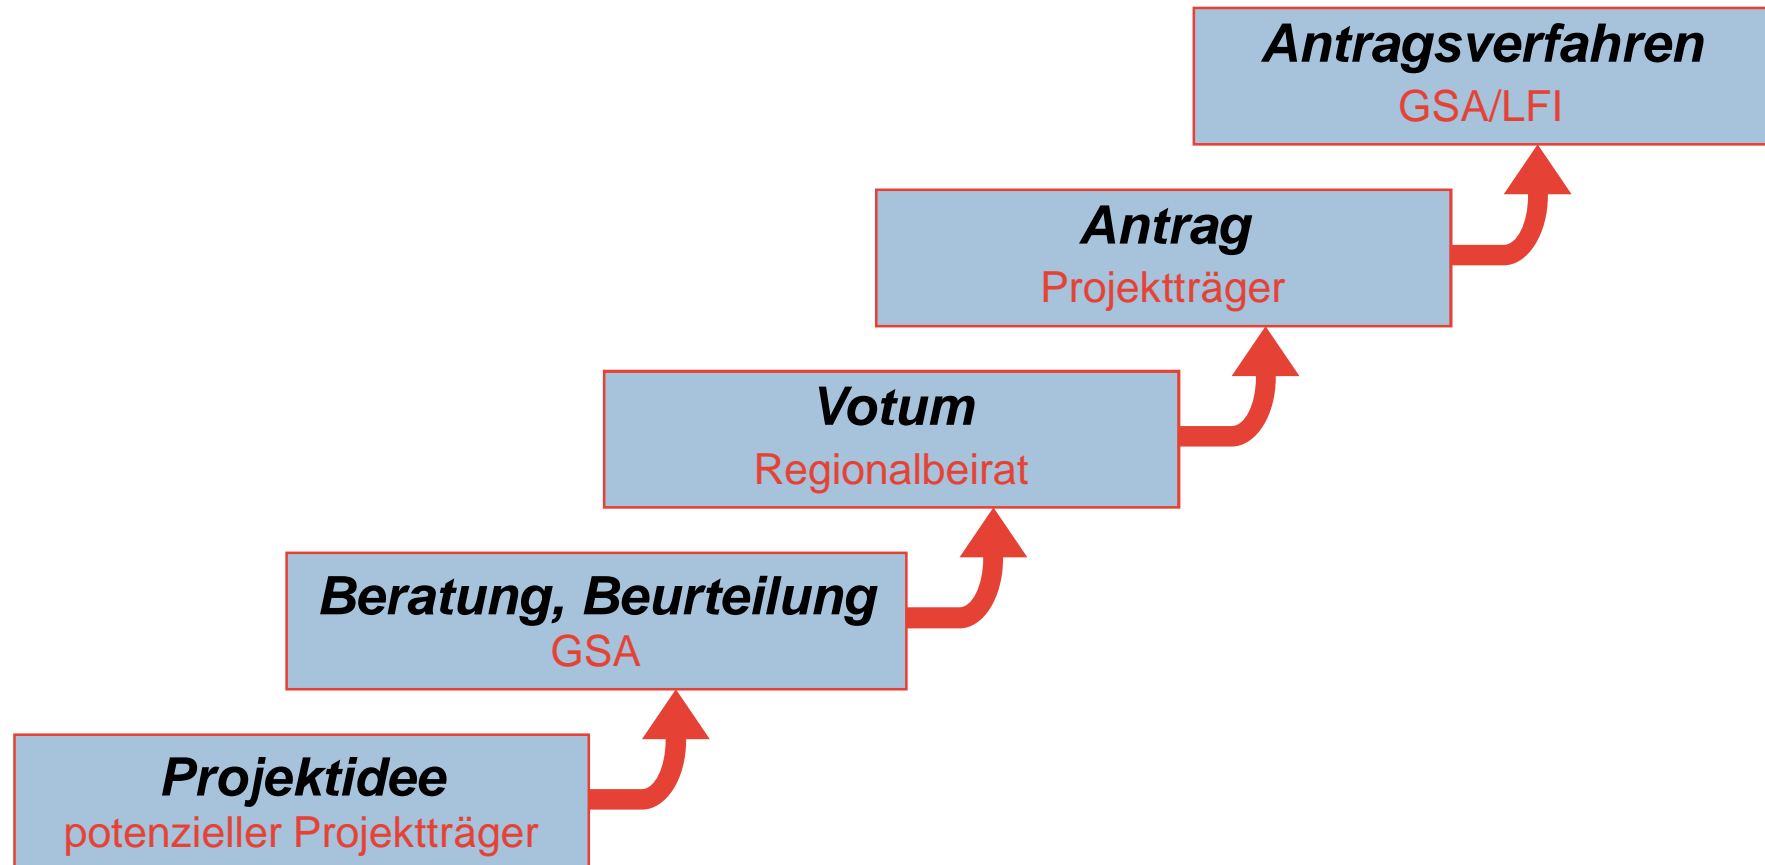 Antragsverfahren
GSA/LFI
Antrag
Projektträger
Votum
Regionalbeirat
Beratung, Beurteilung
GSA
Projektidee
potenzieller Projektträger